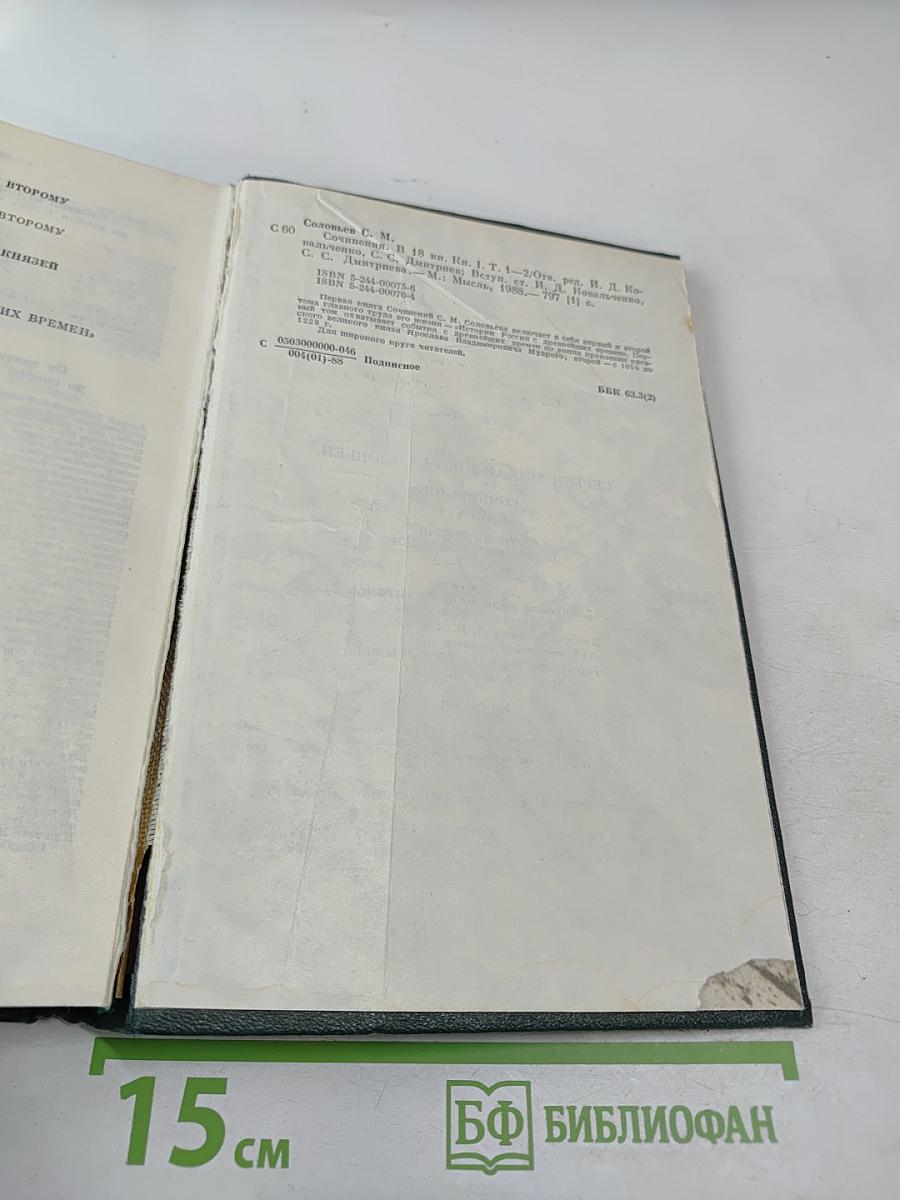 ВТОРОМУ
ВТОРОМУ
КНЯЗЕЙ
ИХ ВРЕМЕН»
Соловьев С. М.
С 60 Сочинения. В 18 кн. Кн. 1. Т. 1—2/Отв. ред. И. Д. Ко-
вальченко, С. С. Дмитриев; Вступ. ст. И. Д. Ковальченко,
С. С. Дмитриева.— М.: Мысль, 1988.— 797 [1] с.
ISBN 5-244-00075-6
ISBN 5-244-00076-4
Первая книга Сочинений С. М. Соловьева включает в себя первый и второй
тома главного труда его жизни — «Истории России с древнейших времен». Пер-
вый том охватывает события с древнейших времен до конца правления киев-
ского великого князя Ярослава Владимировича Мудрого; второй — с 1054 по
1228 г.
Для широкого круга читателей.
С 0503000000-046
004(01)-88 Подписное
ББК 63.3(2)
15 см
БФ БИБЛИОФАН